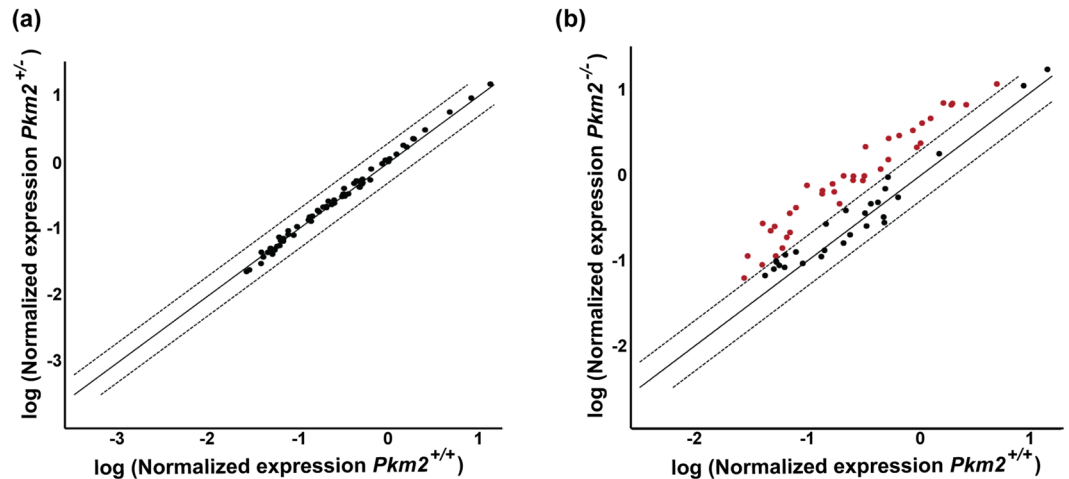 (a)
log (Normalized expression Pkm2+/-)
1
0
-1
-2
-3
-3 -2 -1 0 1
log (Normalized expression Pkm2+/+)
(b)
log (Normalized expression Pkm2-/-)
1
0
-1
-2
-2 -1 0 1
log (Normalized expression Pkm2+/+)